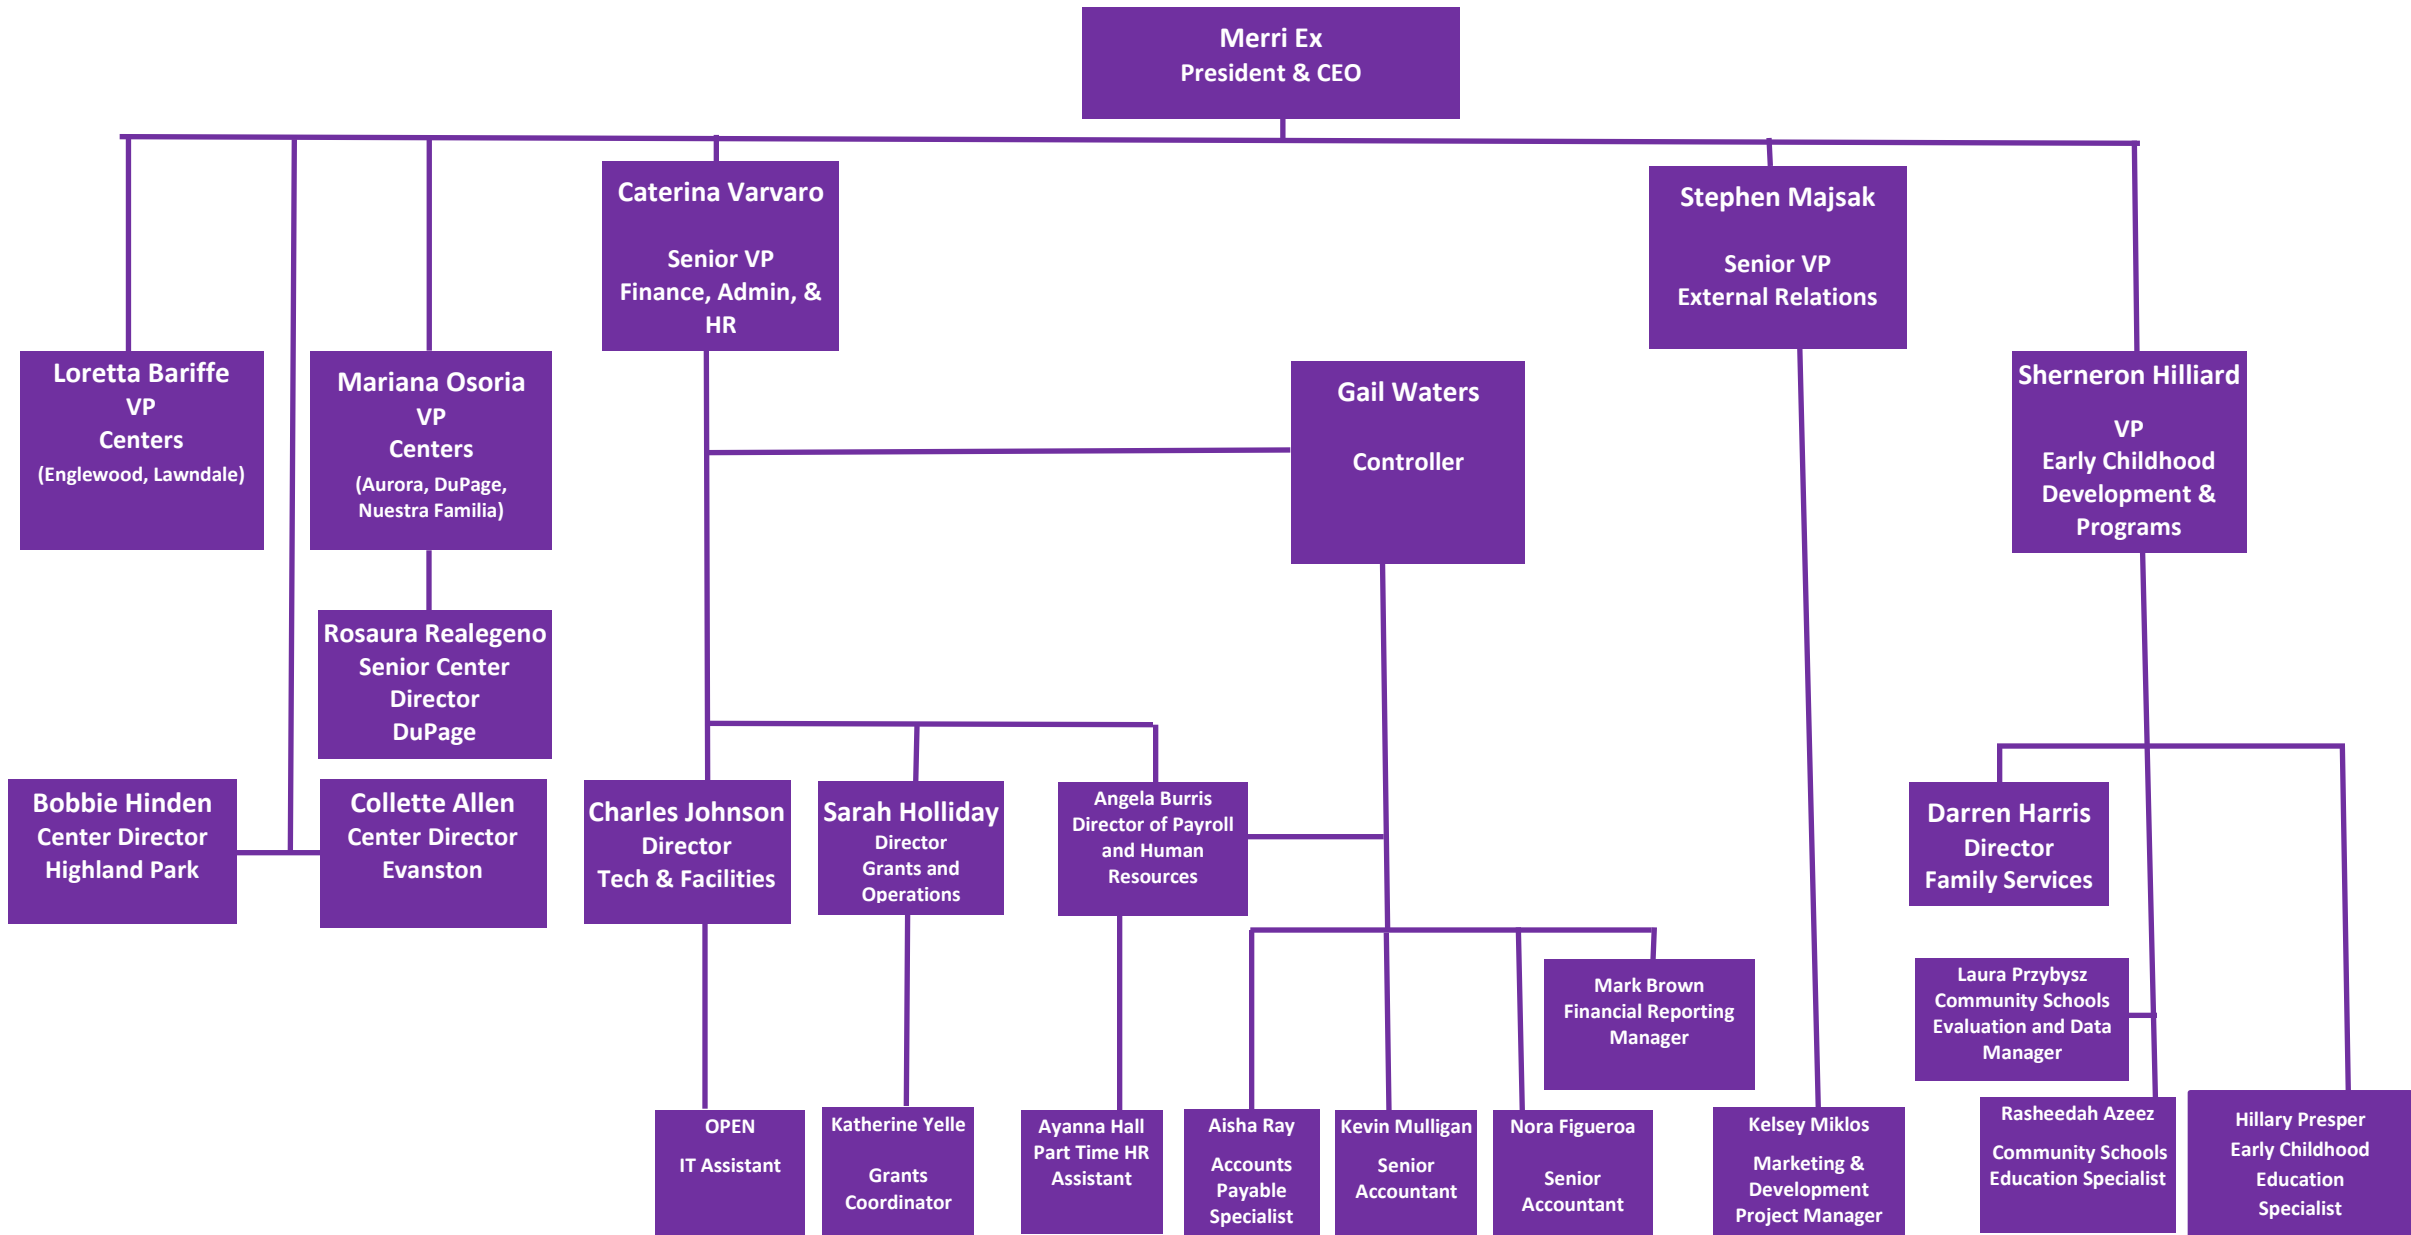 Merri Ex
President & CEO
Caterina Varvaro
Senior VP
Finance, Admin, &
HR
Stephen Majsak
Senior VP
External Relations
Loretta Bariffe
VP
Centers
(Englewood, Lawndale)
Mariana Osoria
VP
Centers
(Aurora, DuPage,
Nuestra Familia)
Gail Waters
Controller
Sherneron Hilliard
VP
Early Childhood
Development &
Programs
Rosaura Realegeno
Senior Center
Director
DuPage
Bobbie Hinden
Center Director
Highland Park
Collette Allen
Center Director
Evanston
Charles Johnson
Director
Tech & Facilities
Sarah Holliday
Director
Grants and
Operations
Angela Burris
Director of Payroll
and Human
Resources
Darren Harris
Director
Family Services
Mark Brown
Financial Reporting
Manager
Laura Przybysz
Community Schools
Evaluation and Data
Manager
OPEN
IT Assistant
Katherine Yelle
Grants
Coordinator
Ayanna Hall
Part Time HR
Assistant
Aisha Ray
Accounts
Payable
Specialist
Kevin Mulligan
Senior
Accountant
Nora Figueroa
Senior
Accountant
Kelsey Miklos
Marketing &
Development
Project Manager
Rasheedah Azeez
Community Schools
Education Specialist
Hillary Presper
Early Childhood
Education
Specialist